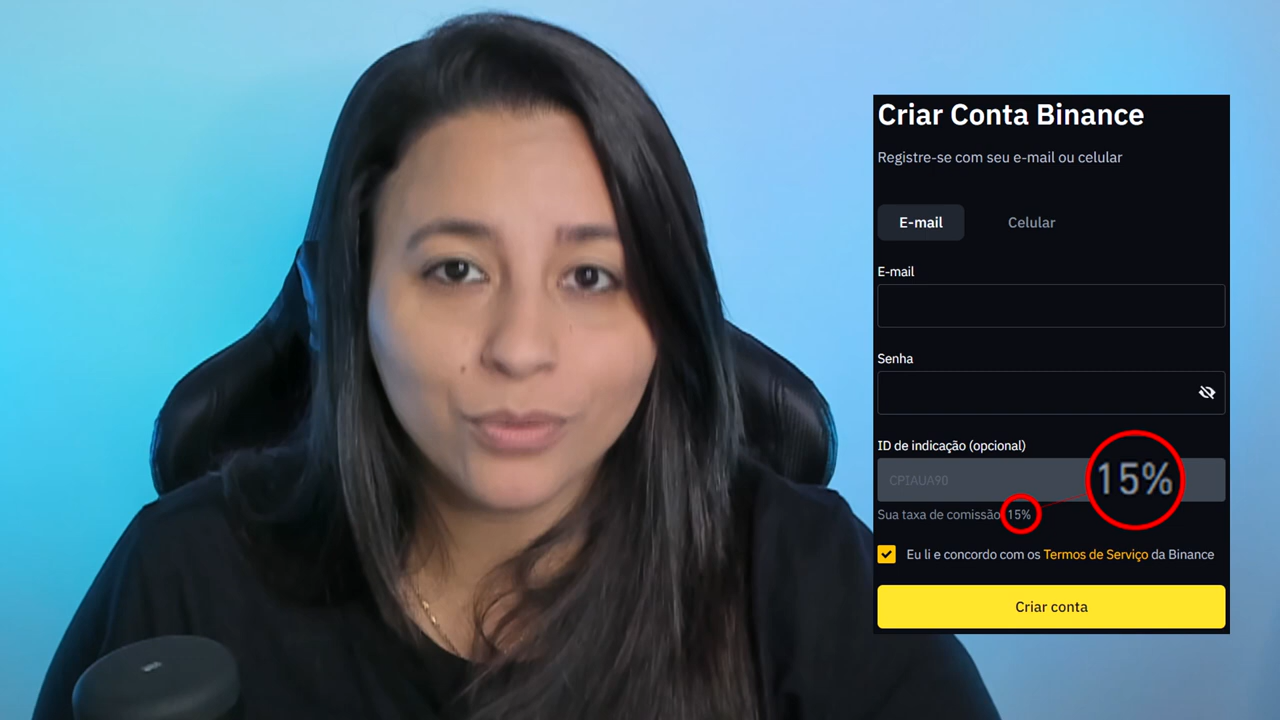 Criar Conta Binance
Registre-se com seu e-mail ou celular
E-mail Celular
E-mail
Senha
ID de indicação (opcional)
CPIAUA90
15%
Sua taxa de comissão 15%
Eu li e concordo com os Termos de Serviço da Binance
Criar conta